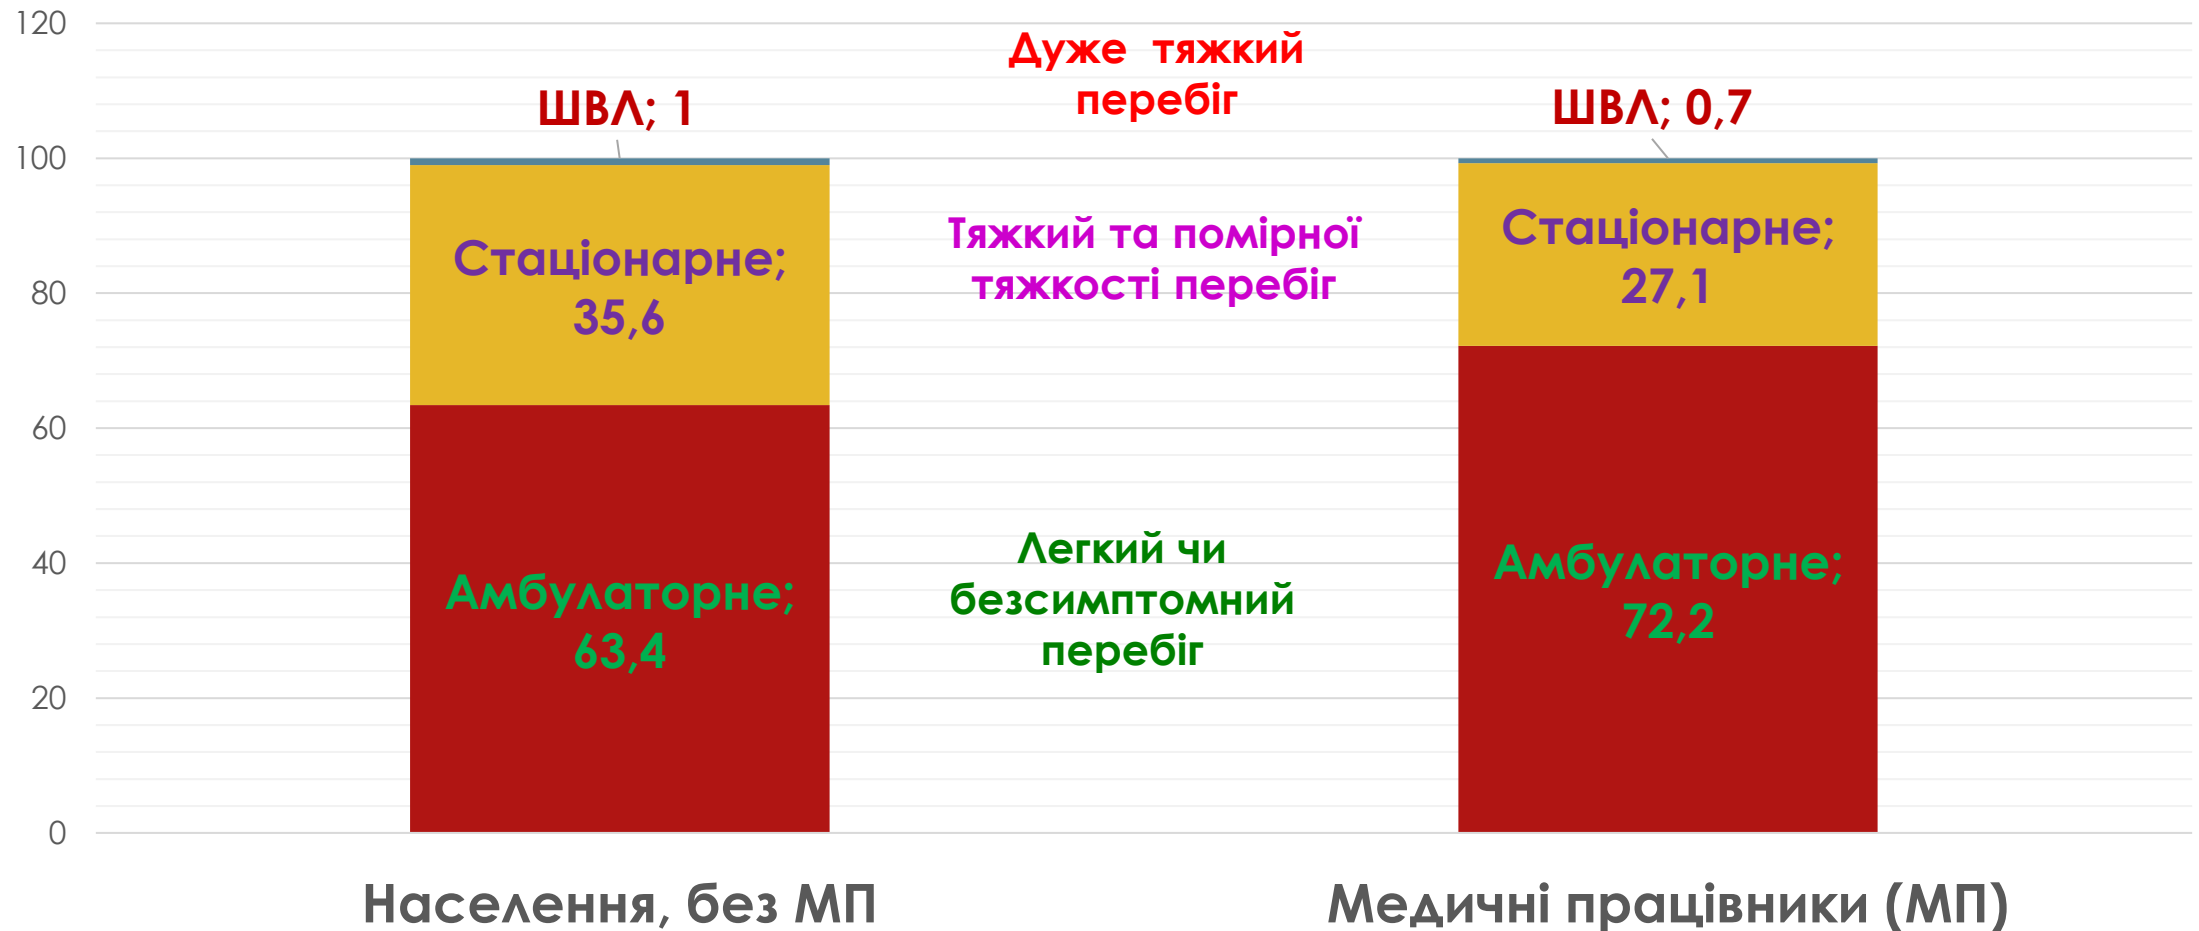 120
Дуже тяжкий
перебіг
ШВЛ; 1
ШВЛ; 0,7
100
Стаціонарне;
35,6
Тяжкий та помірної
тяжкості перебіг
Стаціонарне;
27,1
80
60
Легкий чи
безсимптомний
перебіг
40
Амбулаторне;
63,4
Амбулаторне;
72,2
20
0
Населення, без МП
Медичні працівники (МП)